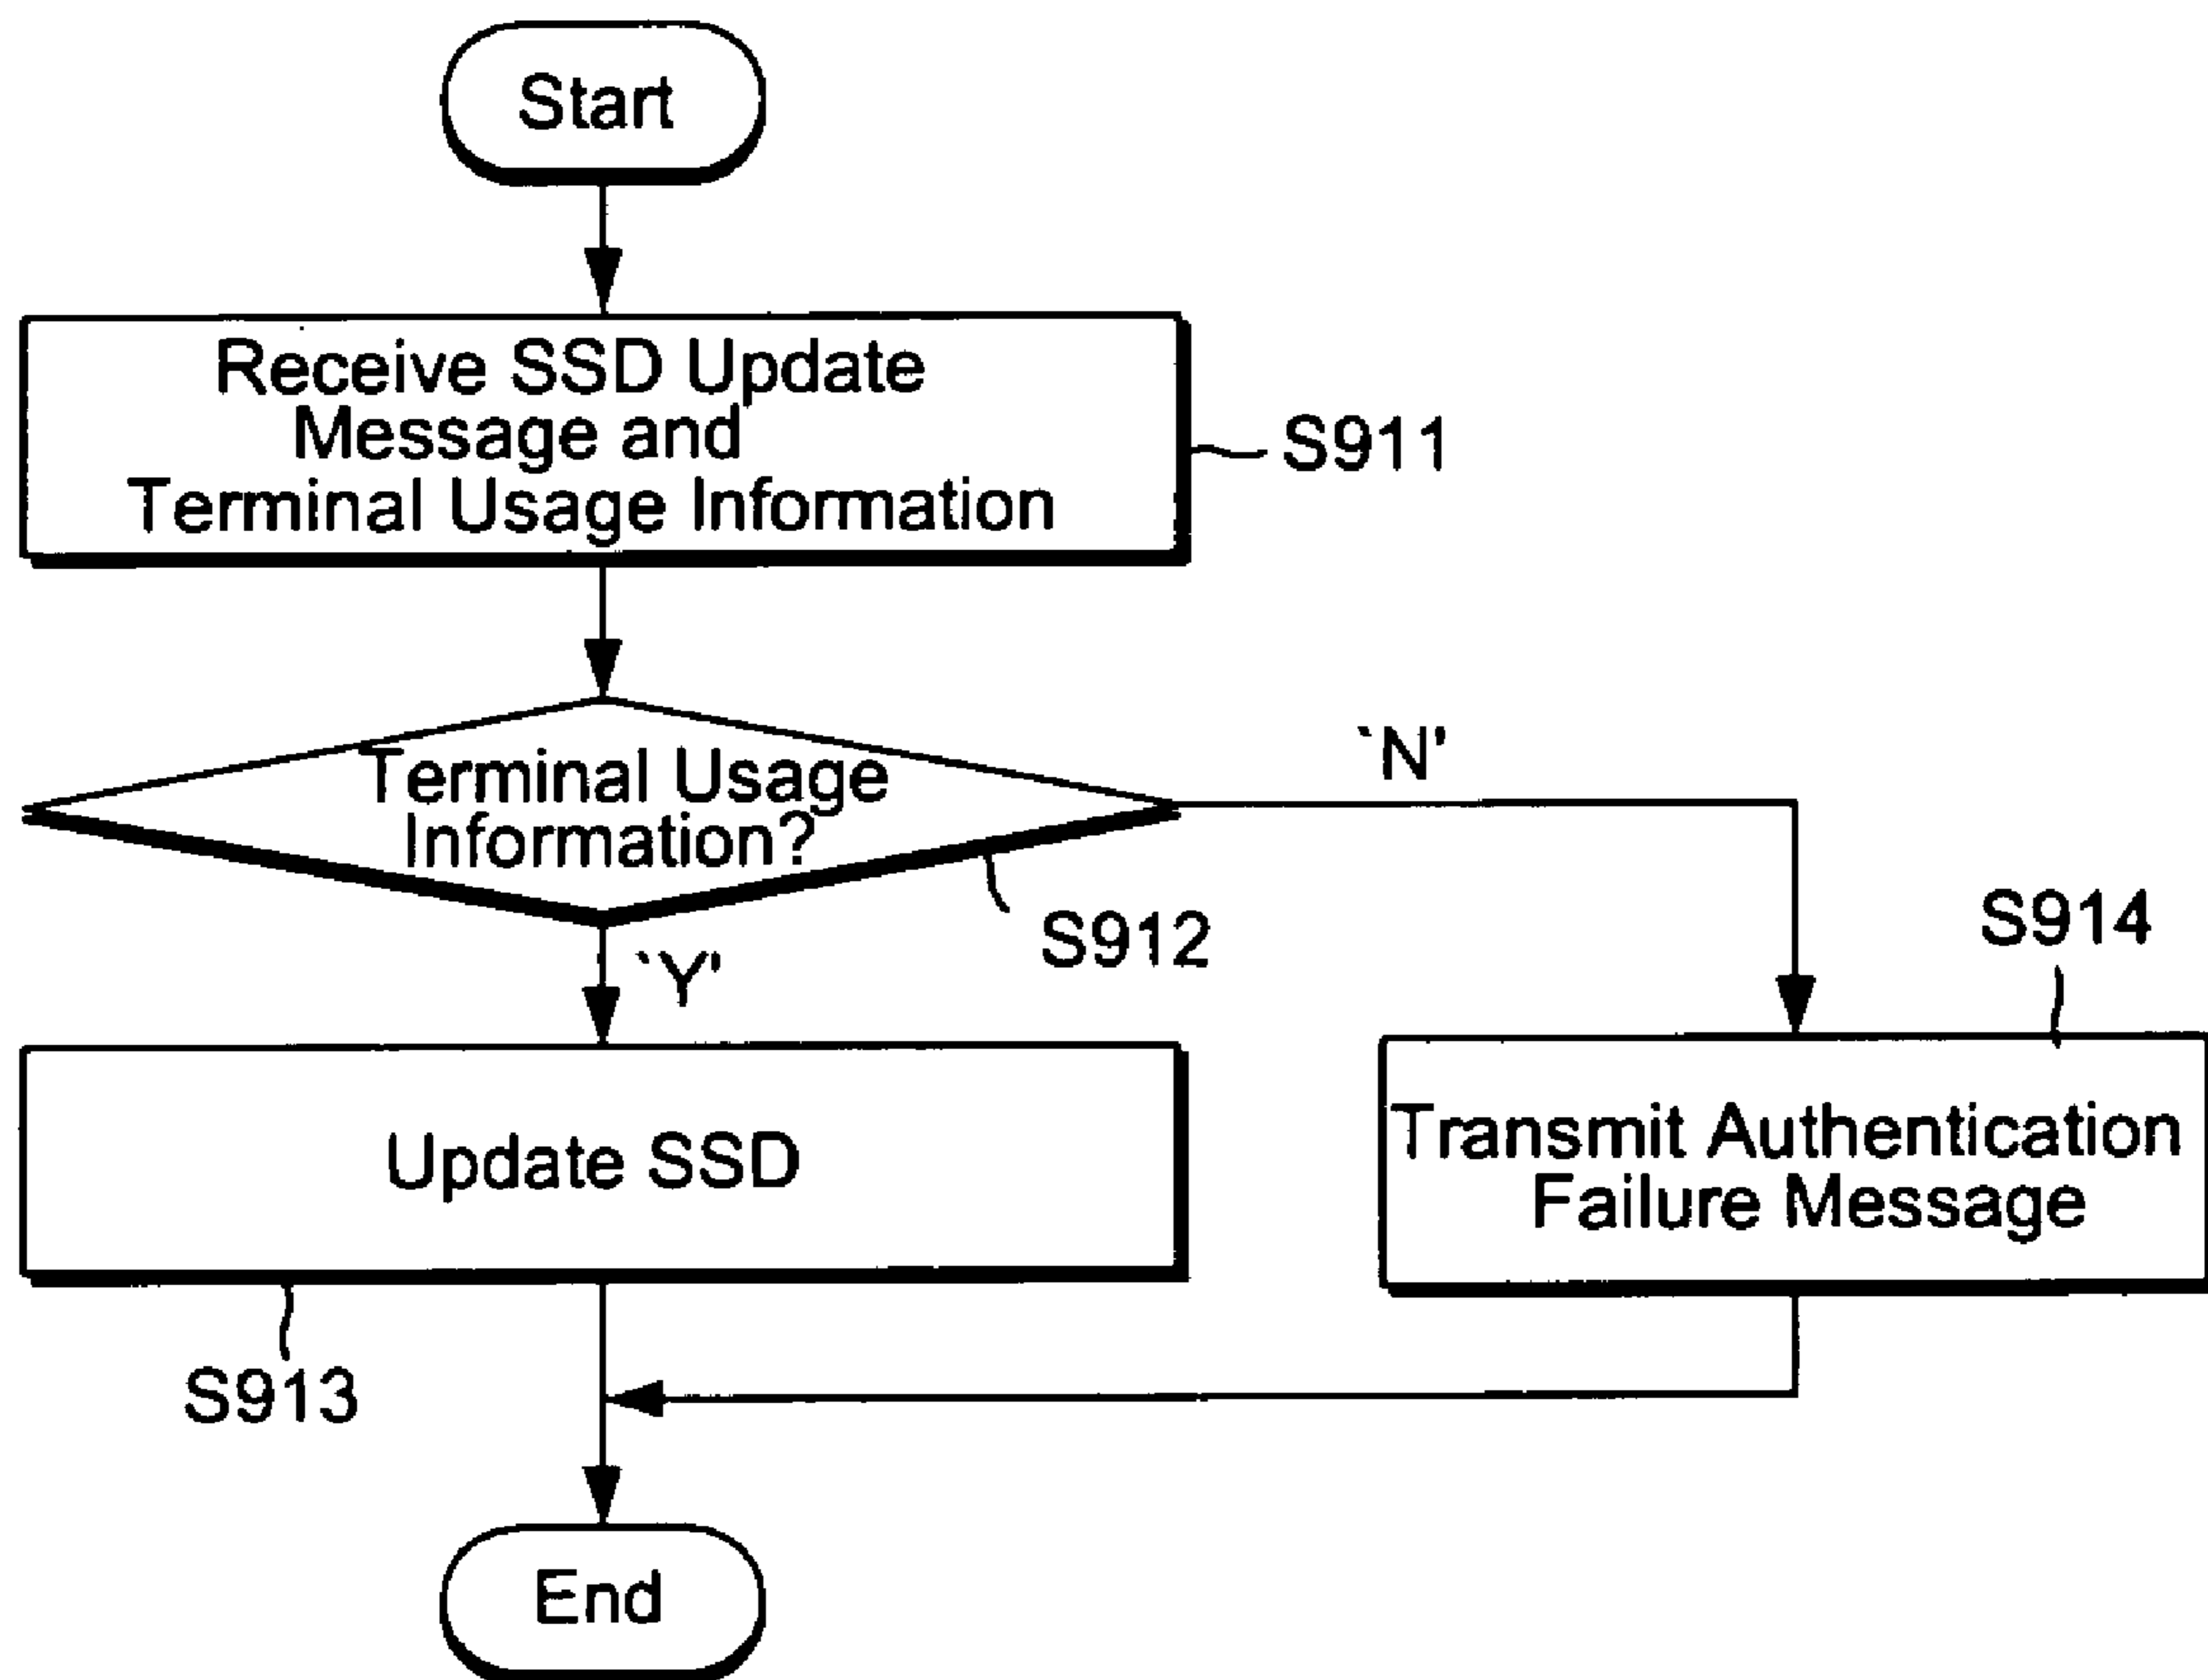 Start
Receive SSD Update
Message and
Terminal Usage Information
S911
Terminal Usage
Information?
`N'
S912
`Y'
S914
Update SSD
Transmit Authentication
Failure Message
S913
End